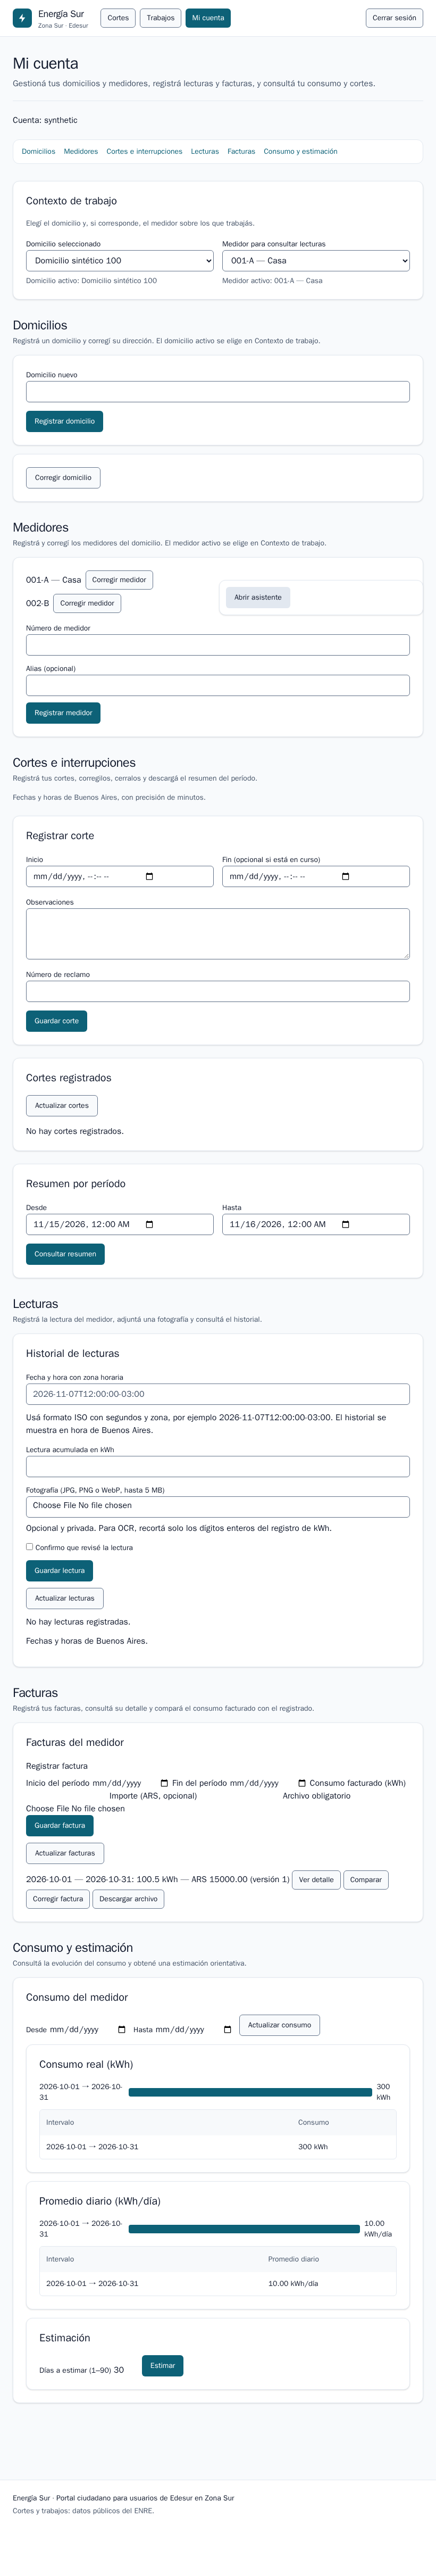 Energía Sur
Zona Sur · Edesur
Cortes
Trabajos
Mi cuenta
Cerrar sesión
Mi cuenta
Gestioná tus domicilios y medidores, registrá lecturas y facturas, y consultá tu consumo y cortes.
Cuenta: synthetic
Domicilios
Medidores
Cortes e interrupciones
Lecturas
Facturas
Consumo y estimación
Contexto de trabajo
Elegí el domicilio y, si corresponde, el medidor sobre los que trabajás.
Domicilio seleccionado
Domicilio sintético 100
Domicilio activo: Domicilio sintético 100
Medidor para consultar lecturas
001-A — Casa
Medidor activo: 001-A — Casa
Domicilios
Registrá un domicilio y corregí su dirección. El domicilio activo se elige en Contexto de trabajo.
Domicilio nuevo
Registrar domicilio
Corregir domicilio
Medidores
Registrá y corregí los medidores del domicilio. El medidor activo se elige en Contexto de trabajo.
001-A — Casa
Corregir medidor
002-B
Corregir medidor
Abrir asistente
Número de medidor
Alias (opcional)
Registrar medidor
Cortes e interrupciones
Registrá tus cortes, corregilos, cerralos y descargá el resumen del período.
Fechas y horas de Buenos Aires, con precisión de minutos.
Registrar corte
Inicio
mm/dd/yyyy, --:-- --
Fin (opcional si está en curso)
mm/dd/yyyy, --:-- --
Observaciones
Número de reclamo
Guardar corte
Cortes registrados
Actualizar cortes
No hay cortes registrados.
Resumen por período
Desde
11/15/2026, 12:00 AM
Hasta
11/16/2026, 12:00 AM
Consultar resumen
Lecturas
Registrá la lectura del medidor, adjuntá una fotografía y consultá el historial.
Historial de lecturas
Fecha y hora con zona horaria
2026-11-07T12:00:00-03:00
Usá formato ISO con segundos y zona, por ejemplo 2026-11-07T12:00:00-03:00. El historial se
muestra en hora de Buenos Aires.
Lectura acumulada en kWh
Fotografía (JPG, PNG o WebP, hasta 5 MB)
Choose File No file chosen
Opcional y privada. Para OCR, recortá solo los dígitos enteros del registro de kWh.
Confirmo que revisé la lectura
Guardar lectura
Actualizar lecturas
No hay lecturas registradas.
Fechas y horas de Buenos Aires.
Facturas
Registrá tus facturas, consultá su detalle y compará el consumo facturado con el registrado.
Facturas del medidor
Registrar factura
Inicio del período mm/dd/yyyy Fin del período mm/dd/yyyy Consumo facturado (kWh)
Importe (ARS, opcional) Archivo obligatorio
Choose File No file chosen
Guardar factura
Actualizar facturas
2026-10-01 — 2026-10-31: 100.5 kWh — ARS 15000.00 (versión 1) Ver detalle Comparar
Corregir factura Descargar archivo
Consumo y estimación
Consultá la evolución del consumo y obtené una estimación orientativa.
Consumo del medidor
Desde mm/dd/yyyy Hasta mm/dd/yyyy Actualizar consumo
Consumo real (kWh)
2026-10-01 → 2026-10-
31
300
kWh
Intervalo Consumo
2026-10-01 → 2026-10-31 300 kWh
Promedio diario (kWh/día)
2026-10-01 → 2026-10-
31
10.00
kWh/día
Intervalo Promedio diario
2026-10-01 → 2026-10-31 10.00 kWh/día
Estimación
Días a estimar (1–90) 30 Estimar
Energía Sur · Portal ciudadano para usuarios de Edesur en Zona Sur
Cortes y trabajos: datos públicos del ENRE.